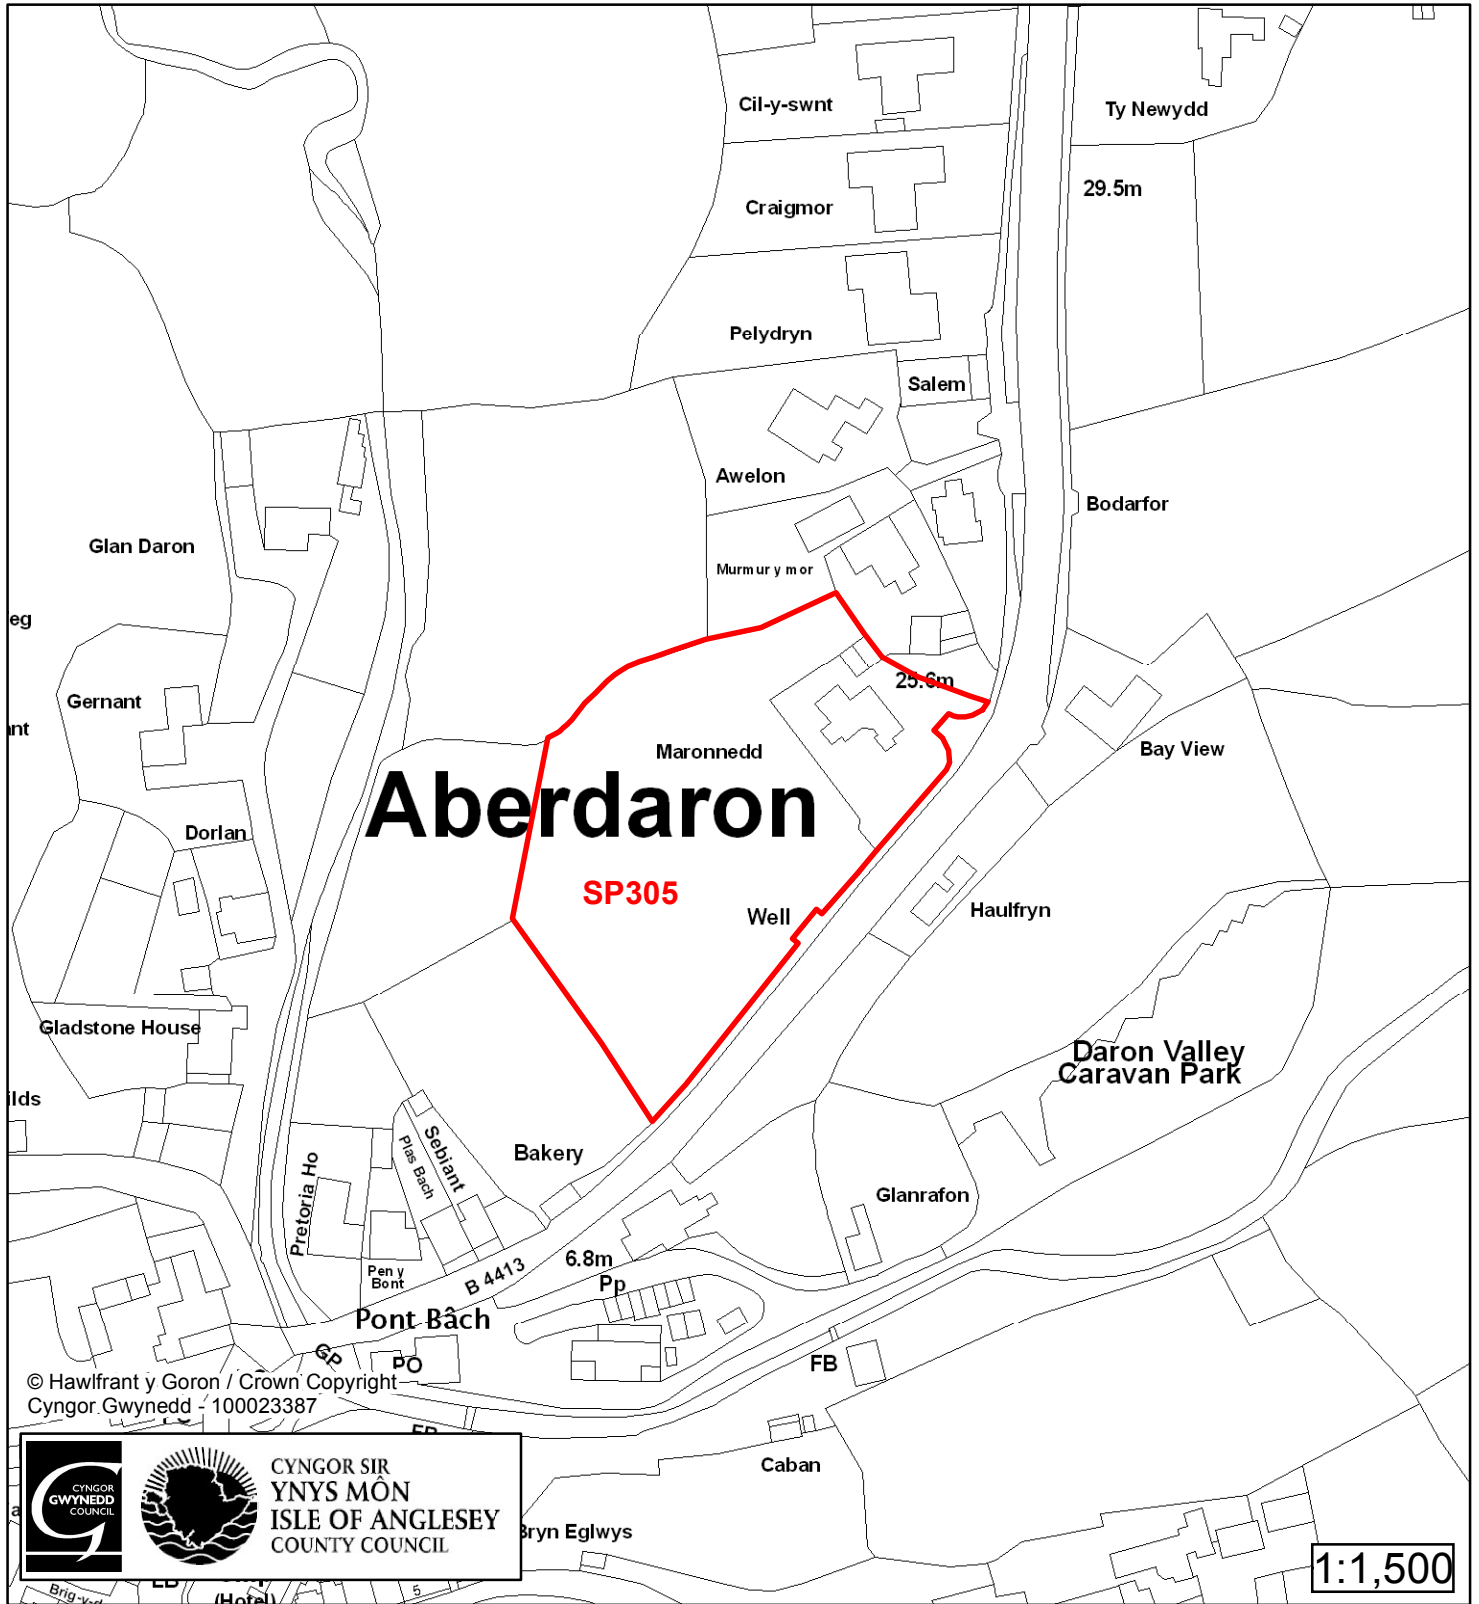 Cil-y-swnt
Ty Newydd
29.5m
Craigmor
Pelydryn
Salem
Awelon
Bodarfor
Glan Daron
Murmur y mor
eg
25.6m
Gernant
nt
Maronnedd
Bay View
Aberdaron
Dorlan
SP305
Well
Haulfryn
Gladstone House
Daron Valley
Caravan Park
ilds
Sebiant
Plas Bach
Bakery
Pretoria Ho
Glanrafon
Pen y
Bont
B 4413
6.8m
Pp
Pont Bâch
GP
PO
FB
© Hawlfrant y Goron / Crown Copyright
Cyngor Gwynedd - 100023387
Caban
CYNGOR
GWYNEDD
COUNCIL
CYNGOR SIR
YNYS MÔN
ISLE OF ANGLESEY
COUNTY COUNCIL
Bryn Eglwys
1:1,500
5
(Hotel)